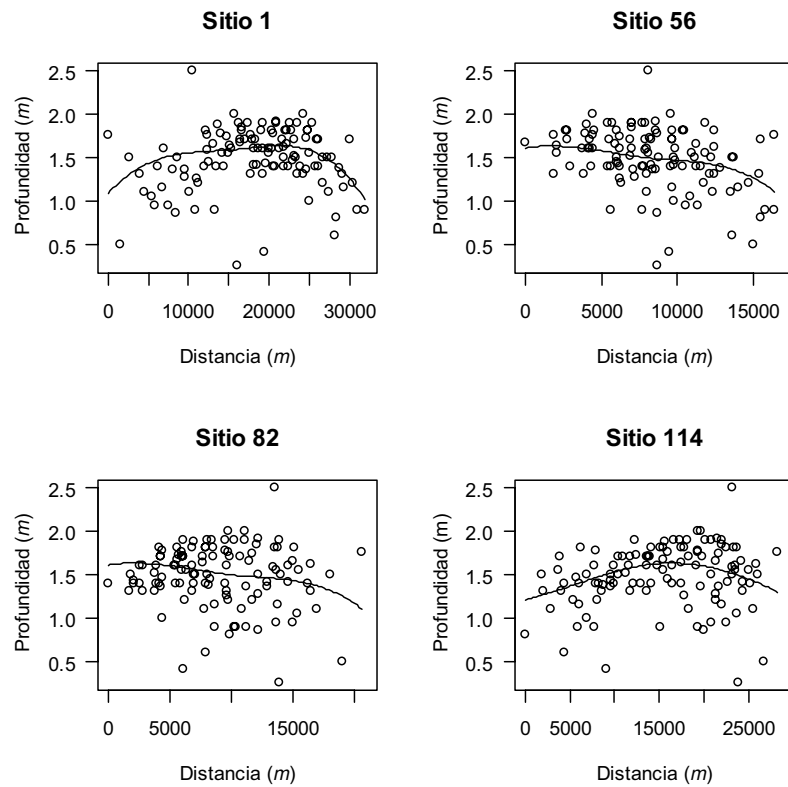 Sitio 1
Profundidad (m)
2.5
2.0
1.5
1.0
0.5
0 10000 20000 30000
Distancia (m)
Sitio 56
Profundidad (m)
2.5
2.0
1.5
1.0
0.5
0 5000 10000 15000
Distancia (m)
Sitio 82
Profundidad (m)
2.5
2.0
1.5
1.0
0.5
0 5000 15000
Distancia (m)
Sitio 114
Profundidad (m)
2.5
2.0
1.5
1.0
0.5
0 5000 15000 25000
Distancia (m)